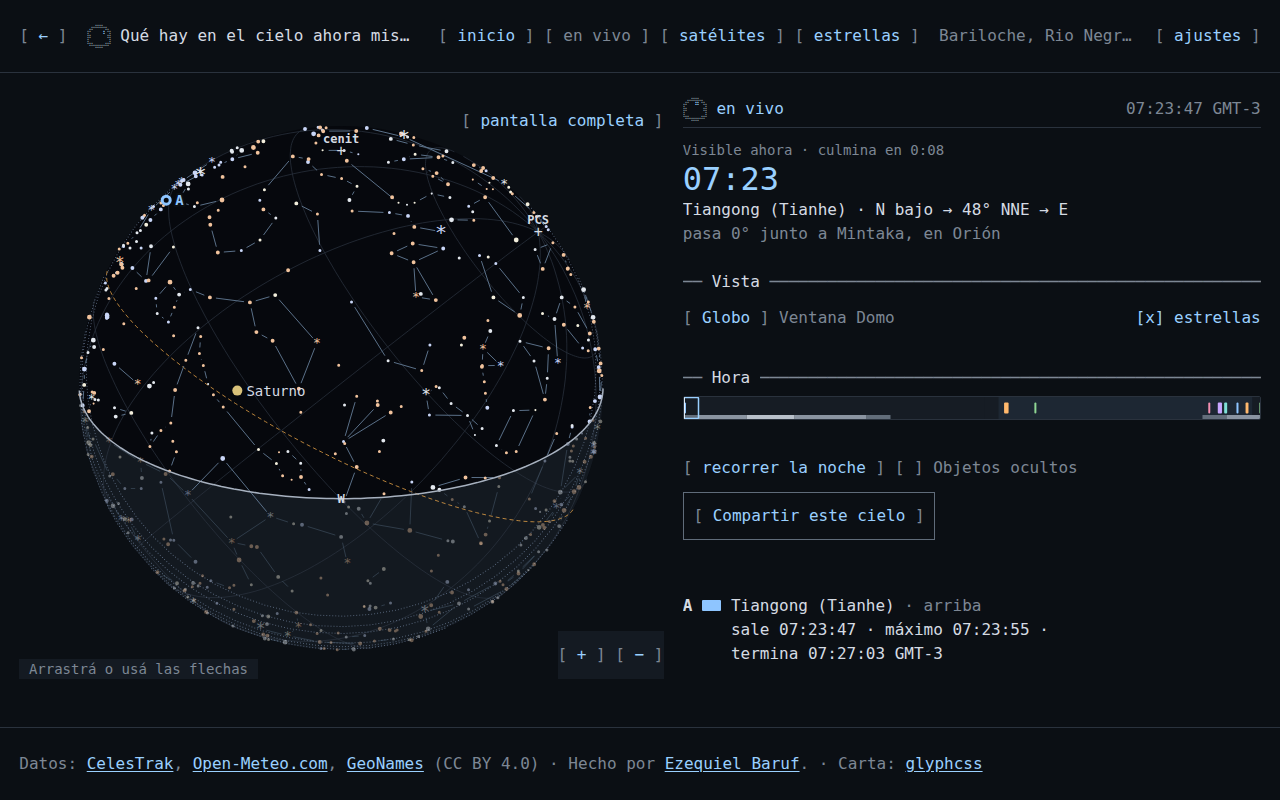 [ ← ] Qué hay en el cielo ahora mis… [ inicio ] [ en vivo ] [ satélites ] [ estrellas ] Bariloche, Rio Negr… [ ajustes ]
[ pantalla completa ]
cenit
A
PCS
Saturno
W
[ + ] [ − ]
Arrastrá o usá las flechas
en vivo 07:23:47 GMT-3
Visible ahora · culmina en 0:08
07:23
Tiangong (Tianhe) · N bajo → 48° NNE → E
pasa 0° junto a Mintaka, en Orión
Vista
[ Globo ] Ventana Domo [x] estrellas
Hora
[ recorrer la noche ] [ ] Objetos ocultos
[ Compartir este cielo ]
A Tiangong (Tianhe) · arriba
sale 07:23:47 · máximo 07:23:55 ·
termina 07:27:03 GMT-3
Datos: CelesTrak, Open-Meteo.com, GeoNames (CC BY 4.0) · Hecho por Ezequiel Baruf. · Carta: glyphcss